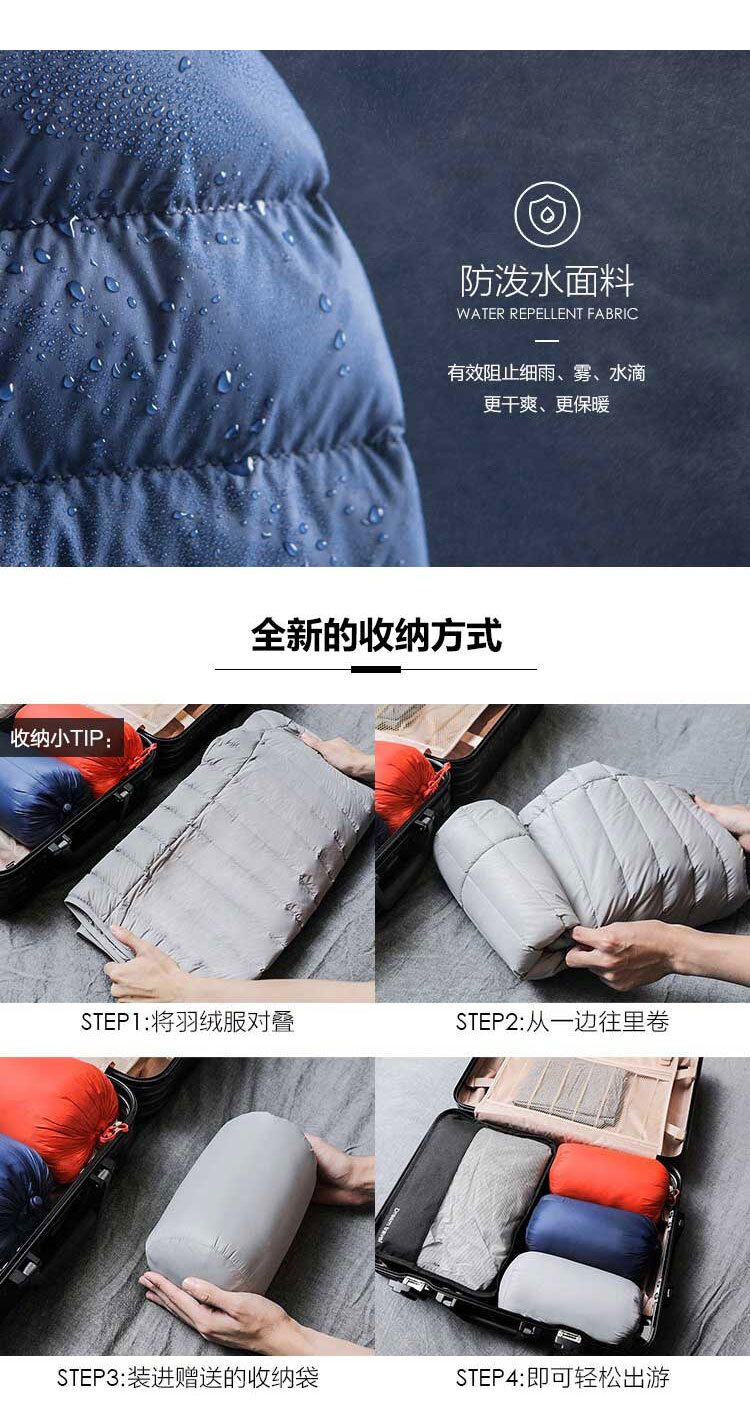 防泼水面料
WATER REPELLENT FABRIC
有效阻止细雨、雾、水滴
更干爽、更保暖
全新的收纳方式
收纳小TIP：
STEP1:将羽绒服对叠
STEP2:从一边往里卷
STEP3:装进赠送的收纳袋
Dream travel
STEP4:即可轻松出游